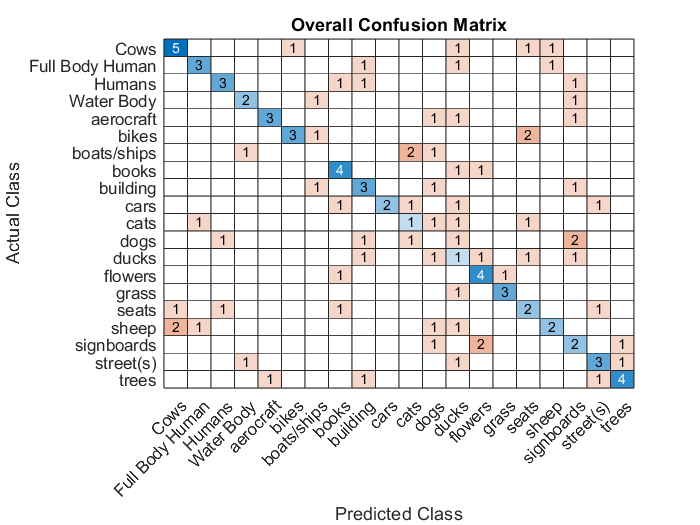 Overall Confusion Matrix
Actual Class
Cows 5 1 1 1 1
Full Body Human 3 1 1 1
Humans 3 1 1 1
Water Body 2 1 1
aerocraft 3 1 1 1
bikes 3 1 2
boats/ships 1 2 1
books 4 1 1
building 1 3 1 1
cars 1 2 1 1 1
cats 1 1 1 1 1
dogs 1 1 1 1 2
ducks 1 1 1 1 1 1
flowers 1 4 1
grass 1 3
seats 1 1 1 2 1
sheep 2 1 1 1 2
signboards 1 2 2 1
street(s) 1 1 3 1
trees 1 1 1 4
Cows
Full Body Human
Humans
Water Body
aerocraft
bikes
boats/ships
books
building
cars
cats
dogs
ducks
flowers
grass
seats
sheep
signboards
street(s)
trees
Predicted Class